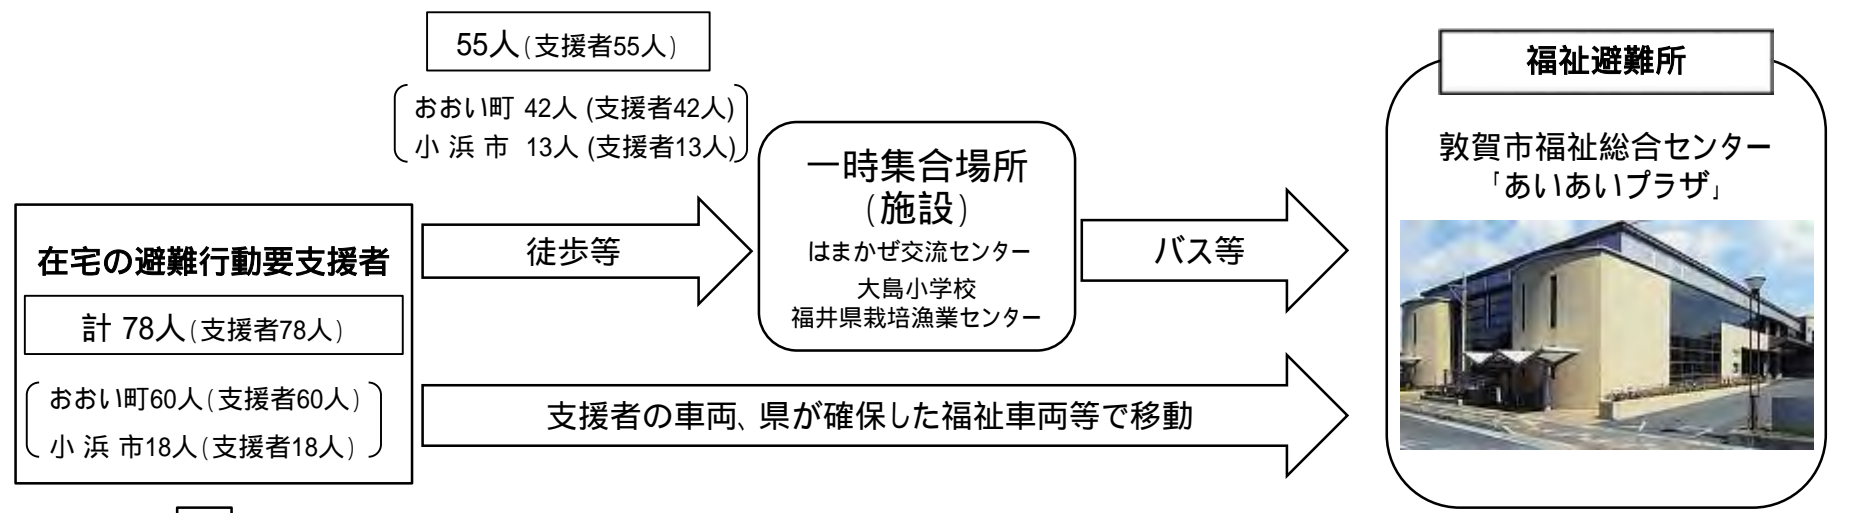 55人(支援者55人)
おおい町 42人 (支援者42人)
小 浜 市 13人 (支援者13人)
在宅の避難行動要支援者
計 78人(支援者78人)
おおい町60人(支援者60人)
小 浜 市18人(支援者18人)
徒歩等
一時集合場所
(施設)
はまかぜ交流センター
大島小学校
福井県栽培漁業センター
バス等
支援者の車両、県が確保した福祉車両等で移動
福祉避難所
敦賀市福祉総合センター
「あいあいプラザ」